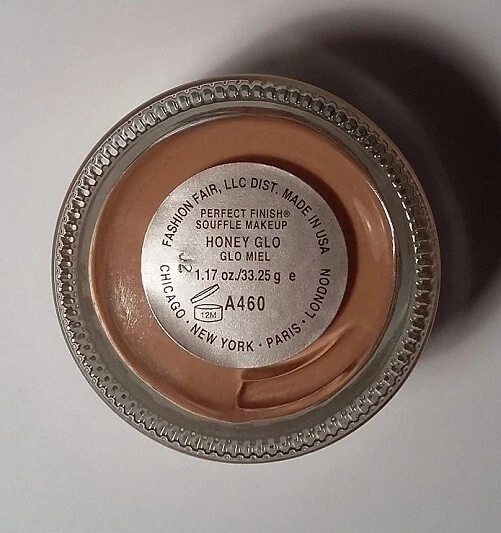 FASHION FAIR, LLC DIST. MADE IN USA
PERFECT FINISH®
SOUFFLE MAKEUP
HONEY GLO
GLO MIEL
J2
1.17 oz./33.25 g e
12M
A460
CHICAGO · NEW YORK · PARIS · LONDON